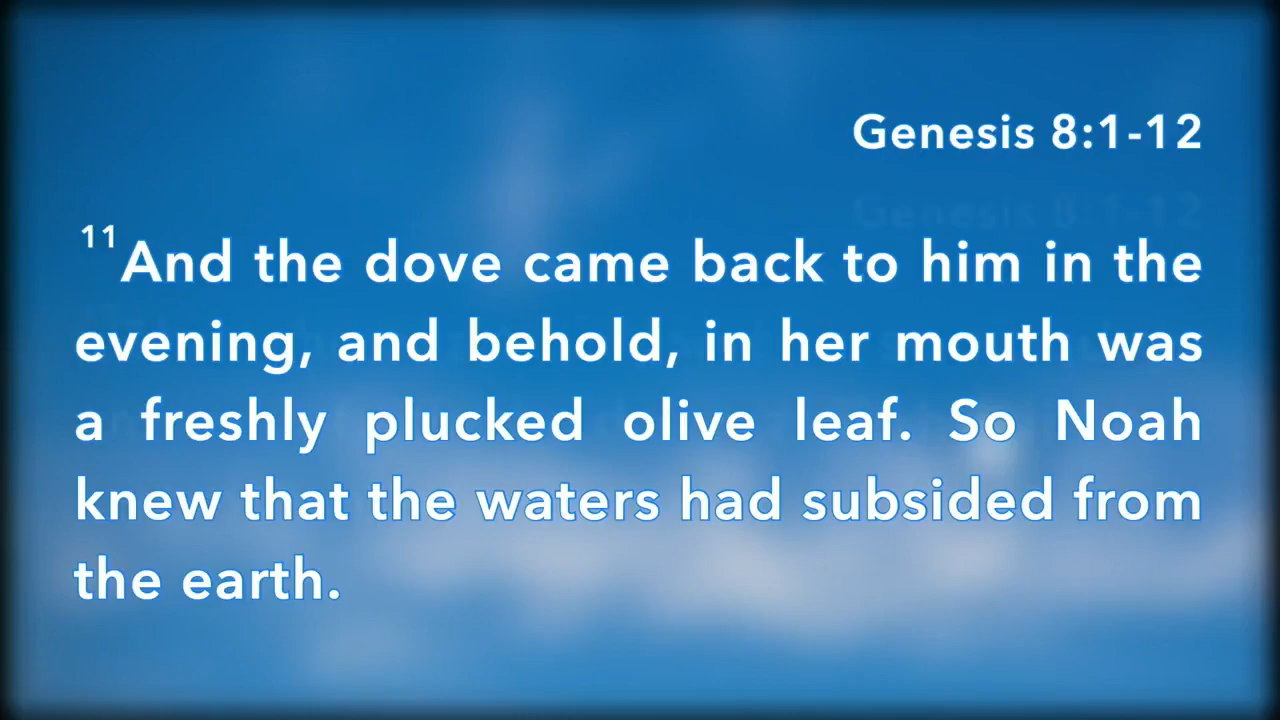 Genesis 8:1-12
11And the dove came back to him in the
evening, and behold, in her mouth was
a freshly plucked olive leaf. So Noah
knew that the waters had subsided from
the earth.